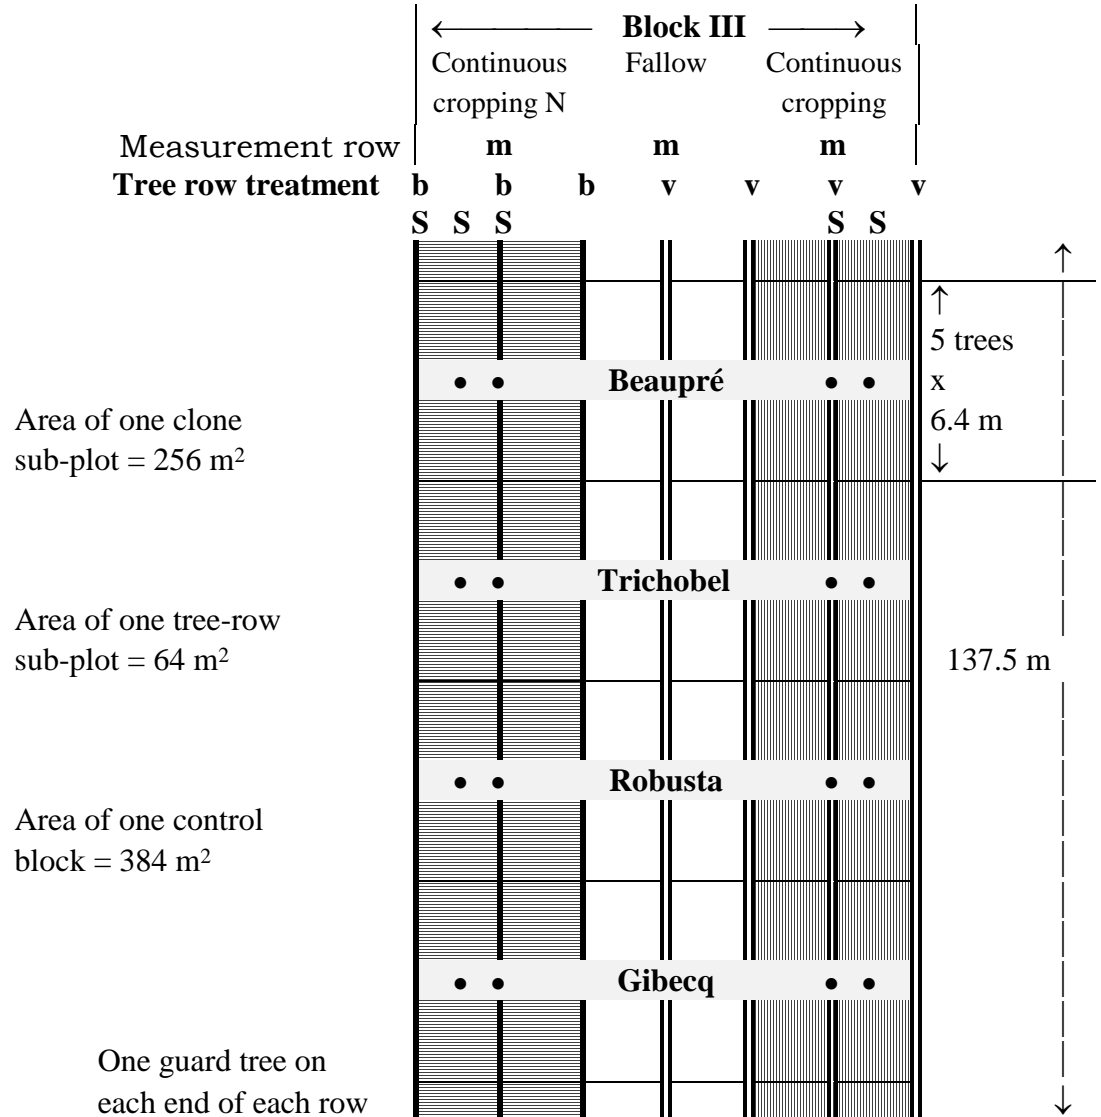 ← Block III →
Continuous Fallow Continuous
cropping N cropping
Measurement row m m m
Tree row treatment b b b v v v v
S S S S S
↑ ↑
5 trees
Beaupré x
Area of one clone 6.4 m
sub-plot = 256 m² ↓
Trichobel
Area of one tree-row
sub-plot = 64 m² 137.5 m
Robusta
Area of one control
block = 384 m²
Gibecq
One guard tree on
each end of each row ↓